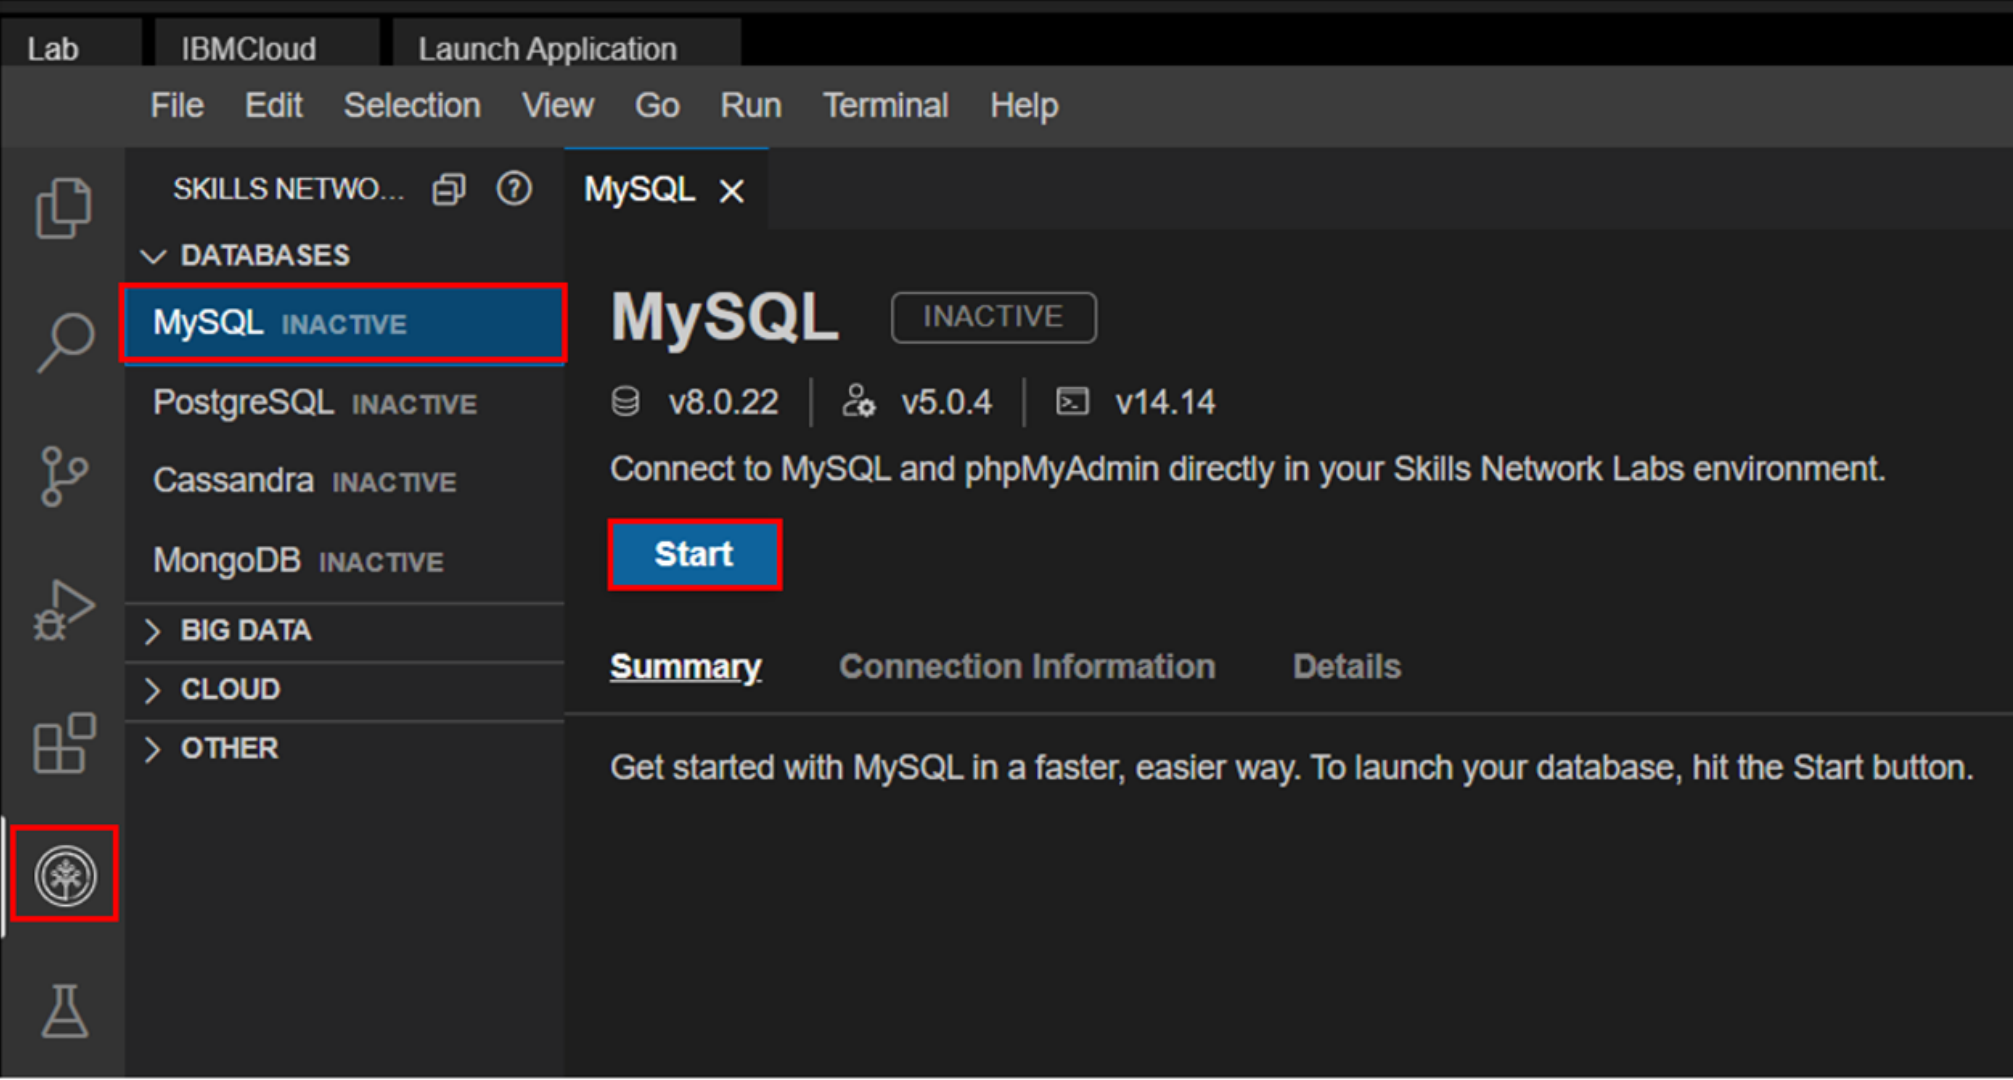 Lab IBMCloud Launch Application
File Edit Selection View Go Run Terminal Help
SKILLS NETWO...
DATABASES
MySQL INACTIVE
PostgreSQL INACTIVE
Cassandra INACTIVE
MongoDB INACTIVE
BIG DATA
CLOUD
OTHER
MySQL
MySQL INACTIVE
v8.0.22 v5.0.4 v14.14
Connect to MySQL and phpMyAdmin directly in your Skills Network Labs environment.
Start
Summary Connection Information Details
Get started with MySQL in a faster, easier way. To launch your database, hit the Start button.